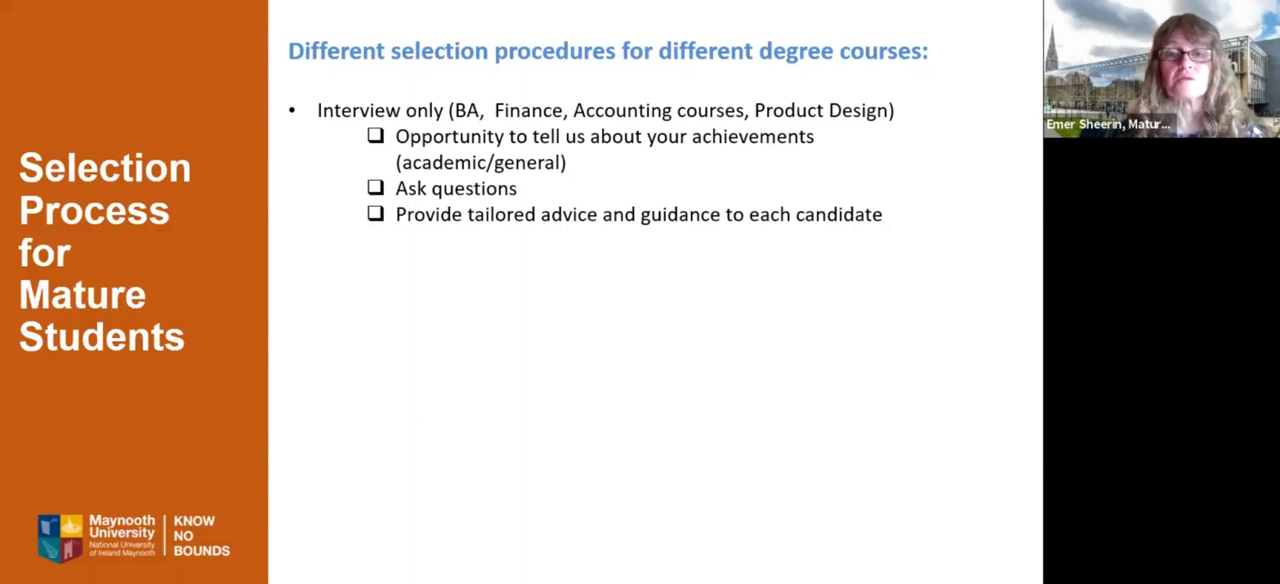 Selection
Process
for
Mature
Students
Different selection procedures for different degree courses:
• Interview only (BA, Finance, Accounting courses, Product Design)
❑ Opportunity to tell us about your achievements
(academic/general)
❑ Ask questions
❑ Provide tailored advice and guidance to each candidate
Emer Sheerin, Matur...
Maynooth
University
National University
of Ireland Maynooth
KNOW
NO
BOUNDS